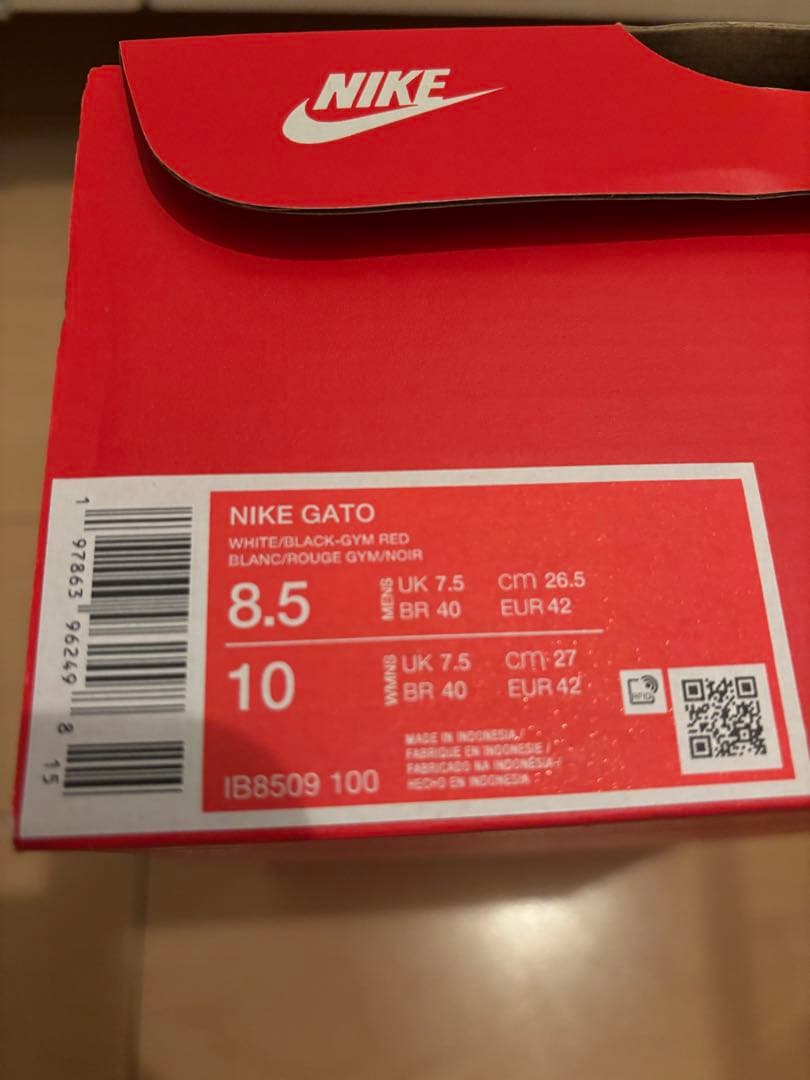 NIKE
NIKE GATO
WHITE/BLACK-GYM RED
BLANC/ROUGE GYM/NOIR
8.5
MENS
UK 7.5 CM 26.5
BR 40 EUR 42
10
WMNS
UK 7.5 CM 27
BR 40 EUR 42
RFID
MADE IN INDONESIA /
FABRIQUE EN INDONESIE /
FABRICADO NA INDONÉSIA /
HECHO EN INDONESIA
IB8509 100
1 97863 96249 8 15